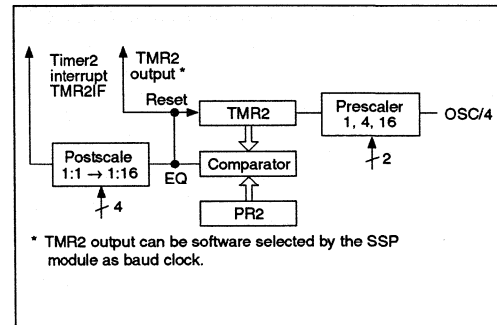 Timer2
interrupt
TMR2IF
TMR2
output *
Reset
TMR2
Prescaler
1, 4, 16
OSC/4
Postscale
1:1 → 1:16
EQ
Comparator
2
4
PR2
* TMR2 output can be software selected by the SSP
module as baud clock.